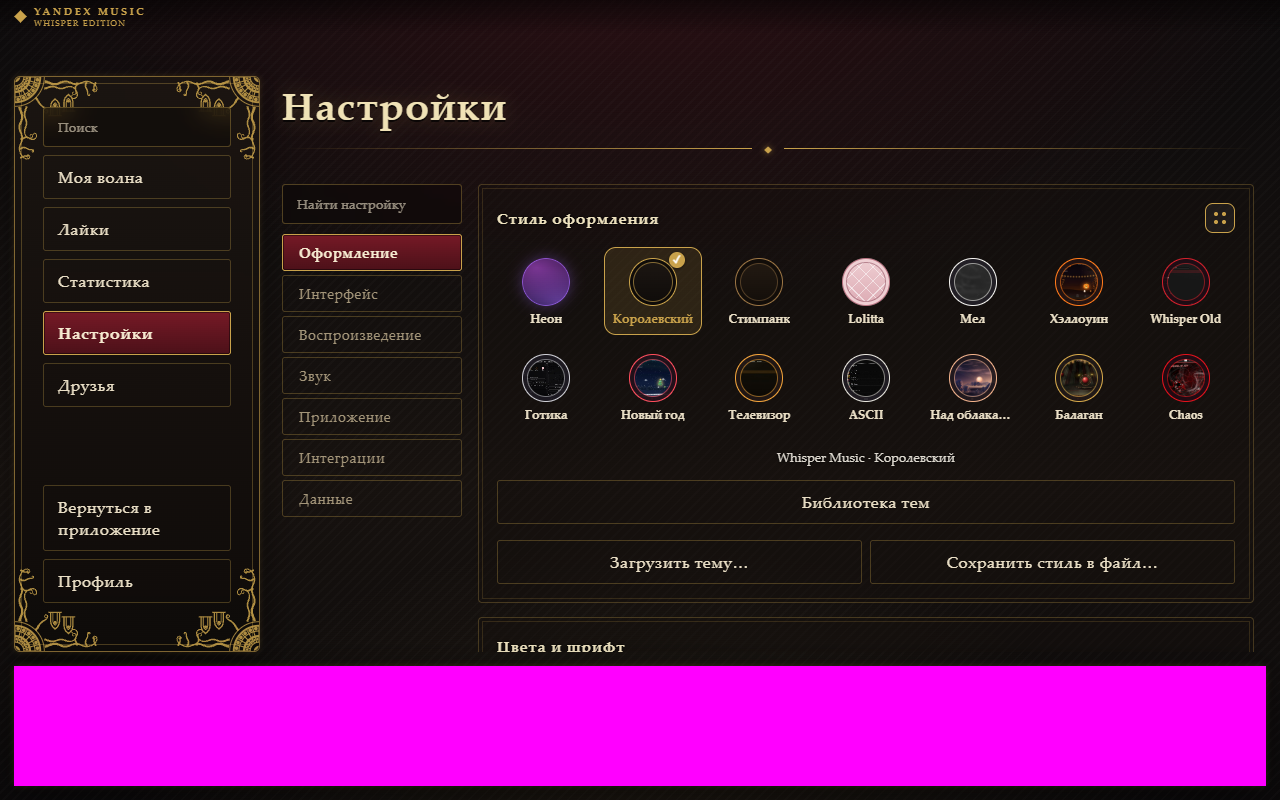 YANDEX MUSIC
WHISPER EDITION
Поиск
Моя волна
Лайки
Статистика
Настройки
Друзья
Вернуться в
приложение
Профиль
Настройки
Найти настройку
Оформление
Интерфейс
Воспроизведение
Звук
Приложение
Интеграции
Данные
Стиль оформления
Неон
Королевский
Стимпанк
Lolitta
Мел
Хэллоуин
Whisper Old
Готика
Новый год
Телевизор
ASCII
Над облака...
Балаган
Chaos
Whisper Music · Королевский
Библиотека тем
Загрузить тему...
Сохранить стиль в файл...
Цвета и шрифт